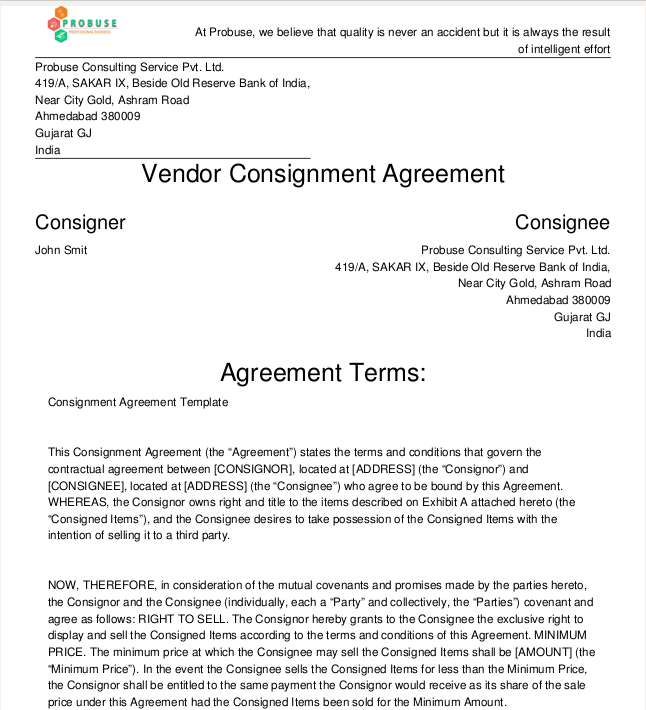 PROBUSE
PROFESSIONAL BUSINESS
At Probuse, we believe that quality is never an accident but it is always the result
of intelligent effort
Probuse Consulting Service Pvt. Ltd.
419/A, SAKAR IX, Beside Old Reserve Bank of India,
Near City Gold, Ashram Road
Ahmedabad 380009
Gujarat GJ
India
Vendor Consignment Agreement
Consigner
John Smit
Consignee
Probuse Consulting Service Pvt. Ltd.
419/A, SAKAR IX, Beside Old Reserve Bank of India,
Near City Gold, Ashram Road
Ahmedabad 380009
Gujarat GJ
India
Agreement Terms:
Consignment Agreement Template
This Consignment Agreement (the “Agreement”) states the terms and conditions that govern the
contractual agreement between [CONSIGNOR], located at [ADDRESS] (the “Consignor”) and
[CONSIGNEE], located at [ADDRESS] (the “Consignee”) who agree to be bound by this Agreement.
WHEREAS, the Consignor owns right and title to the items described on Exhibit A attached hereto (the
“Consigned Items”), and the Consignee desires to take possession of the Consigned Items with the
intention of selling it to a third party.
NOW, THEREFORE, in consideration of the mutual covenants and promises made by the parties hereto,
the Consignor and the Consignee (individually, each a “Party” and collectively, the “Parties”) covenant and
agree as follows: RIGHT TO SELL. The Consignor hereby grants to the Consignee the exclusive right to
display and sell the Consigned Items according to the terms and conditions of this Agreement. MINIMUM
PRICE. The minimum price at which the Consignee may sell the Consigned Items shall be [AMOUNT] (the
“Minimum Price”). In the event the Consignee sells the Consigned Items for less than the Minimum Price,
the Consignor shall be entitled to the same payment the Consignor would receive as its share of the sale
price under this Agreement had the Consigned Items been sold for the Minimum Amount.